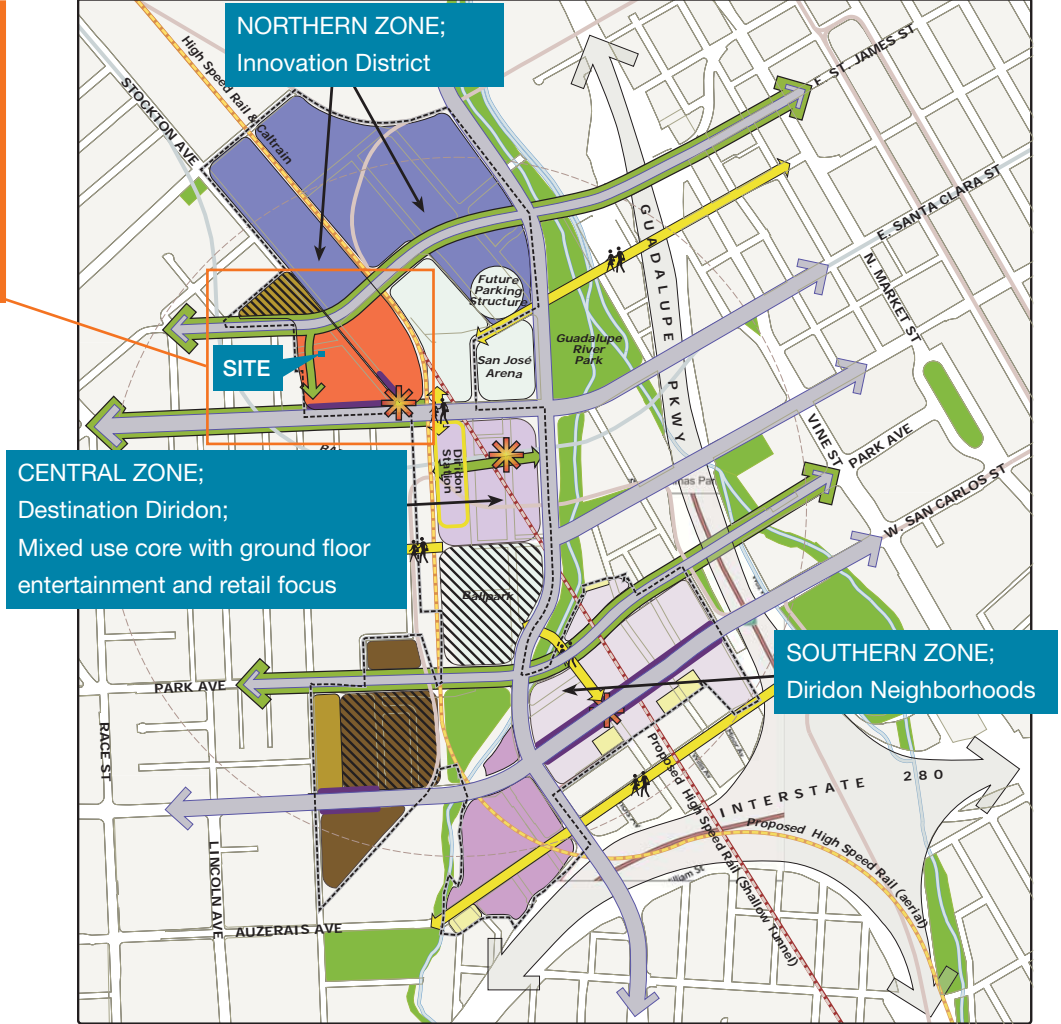 NORTHERN ZONE;
Innovation District
High Speed Rail & Caltrain
STOCKTON AVE
E. ST. JAMES ST
E. SANTA CLARA ST
N. MARKET ST
GUADALUPE PKWY
Future
Parking
Structure
San José
Arena
Guadalupe
River
Park
SITE
Diridon
Station
VINE ST
PARK AVE
W. SAN CARLOS ST
CENTRAL ZONE;
Destination Diridon;
Mixed use core with ground floor
entertainment and retail focus
Ballpark
SOUTHERN ZONE;
Diridon Neighborhoods
PARK AVE
RACE ST
LINCOLN AVE
AUZERAIS AVE
INTERSTATE 280
Proposed High Speed Rail (aerial)
Proposed High Speed Rail (Shallow Tunnel)